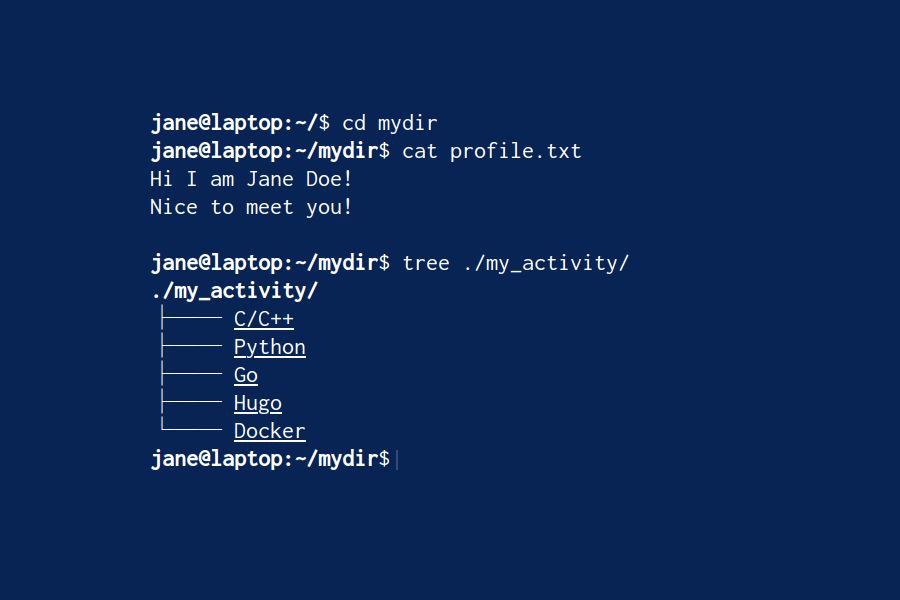 jane@laptop:~/$ cd mydir
jane@laptop:~/mydir$ cat profile.txt
Hi I am Jane Doe!
Nice to meet you!
jane@laptop:~/mydir$ tree ./my_activity/
./my_activity/
├── C/C++
├── Python
├── Go
├── Hugo
└── Docker
jane@laptop:~/mydir$